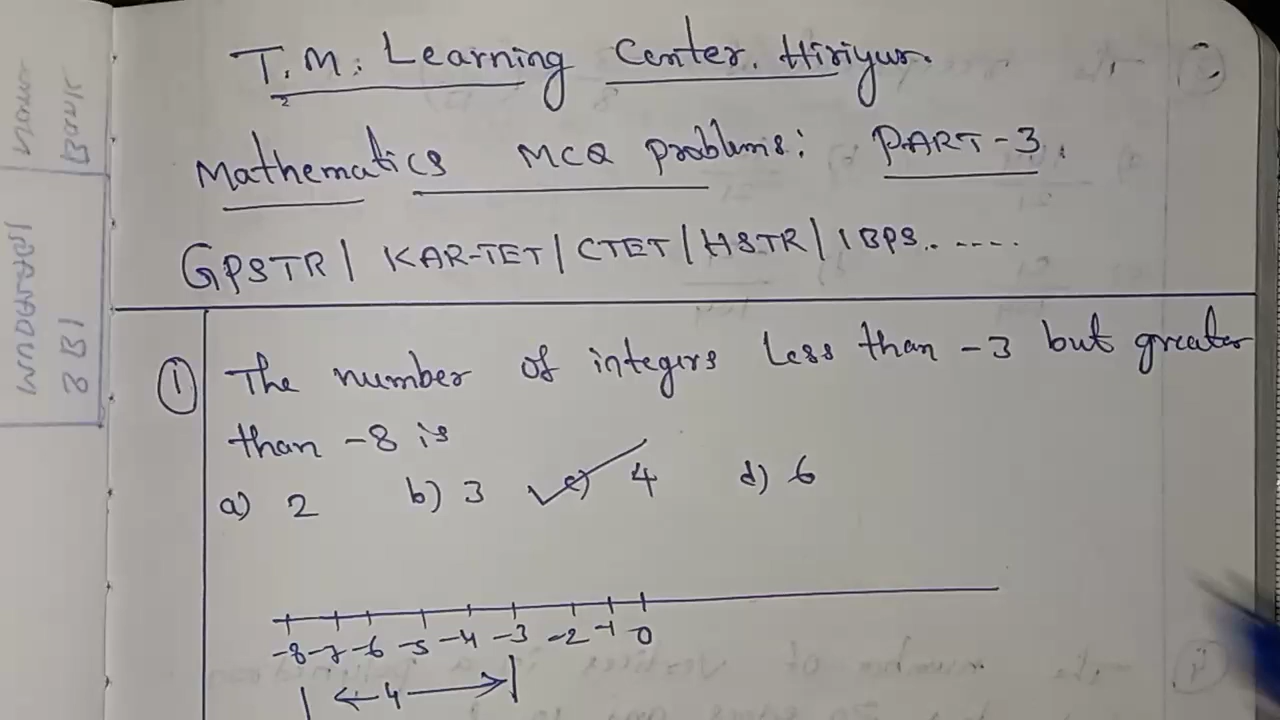 T.M. Learning Center. Hiriyur.
Mathematics MCQ problems: PART-3.
GPSTR / KAR-TET / CTET / HSTR / IBPS.. -----.
① The number of integers less than -3 but greater
than -8 is
a) 2 b) 3 c) 4 d) 6
-8 -7 -6 -5 -4 -3 -2 -1 0
4